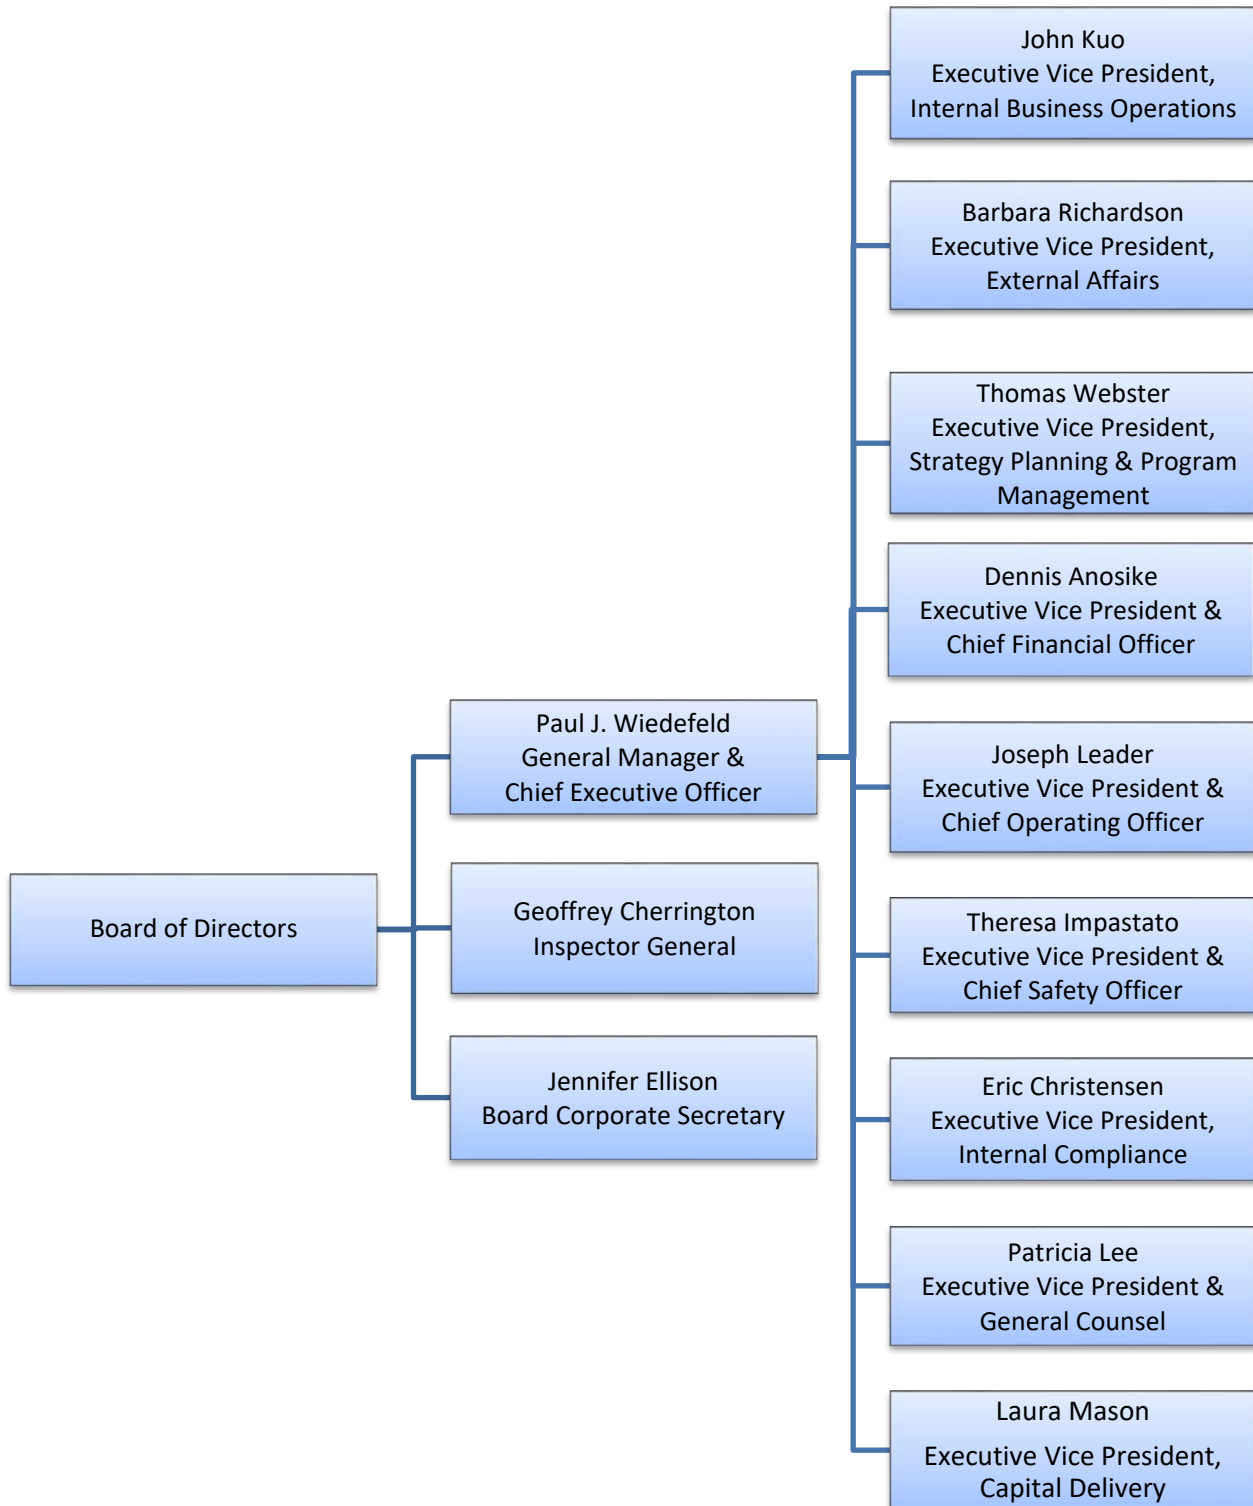 Board of Directors
Paul J. Wiedefeld
General Manager &
Chief Executive Officer
Geoffrey Cherrington
Inspector General
Jennifer Ellison
Board Corporate Secretary
John Kuo
Executive Vice President,
Internal Business Operations
Barbara Richardson
Executive Vice President,
External Affairs
Thomas Webster
Executive Vice President,
Strategy Planning & Program
Management
Dennis Anosike
Executive Vice President &
Chief Financial Officer
Joseph Leader
Executive Vice President &
Chief Operating Officer
Theresa Impastato
Executive Vice President &
Chief Safety Officer
Eric Christensen
Executive Vice President,
Internal Compliance
Patricia Lee
Executive Vice President &
General Counsel
Laura Mason
Executive Vice President,
Capital Delivery